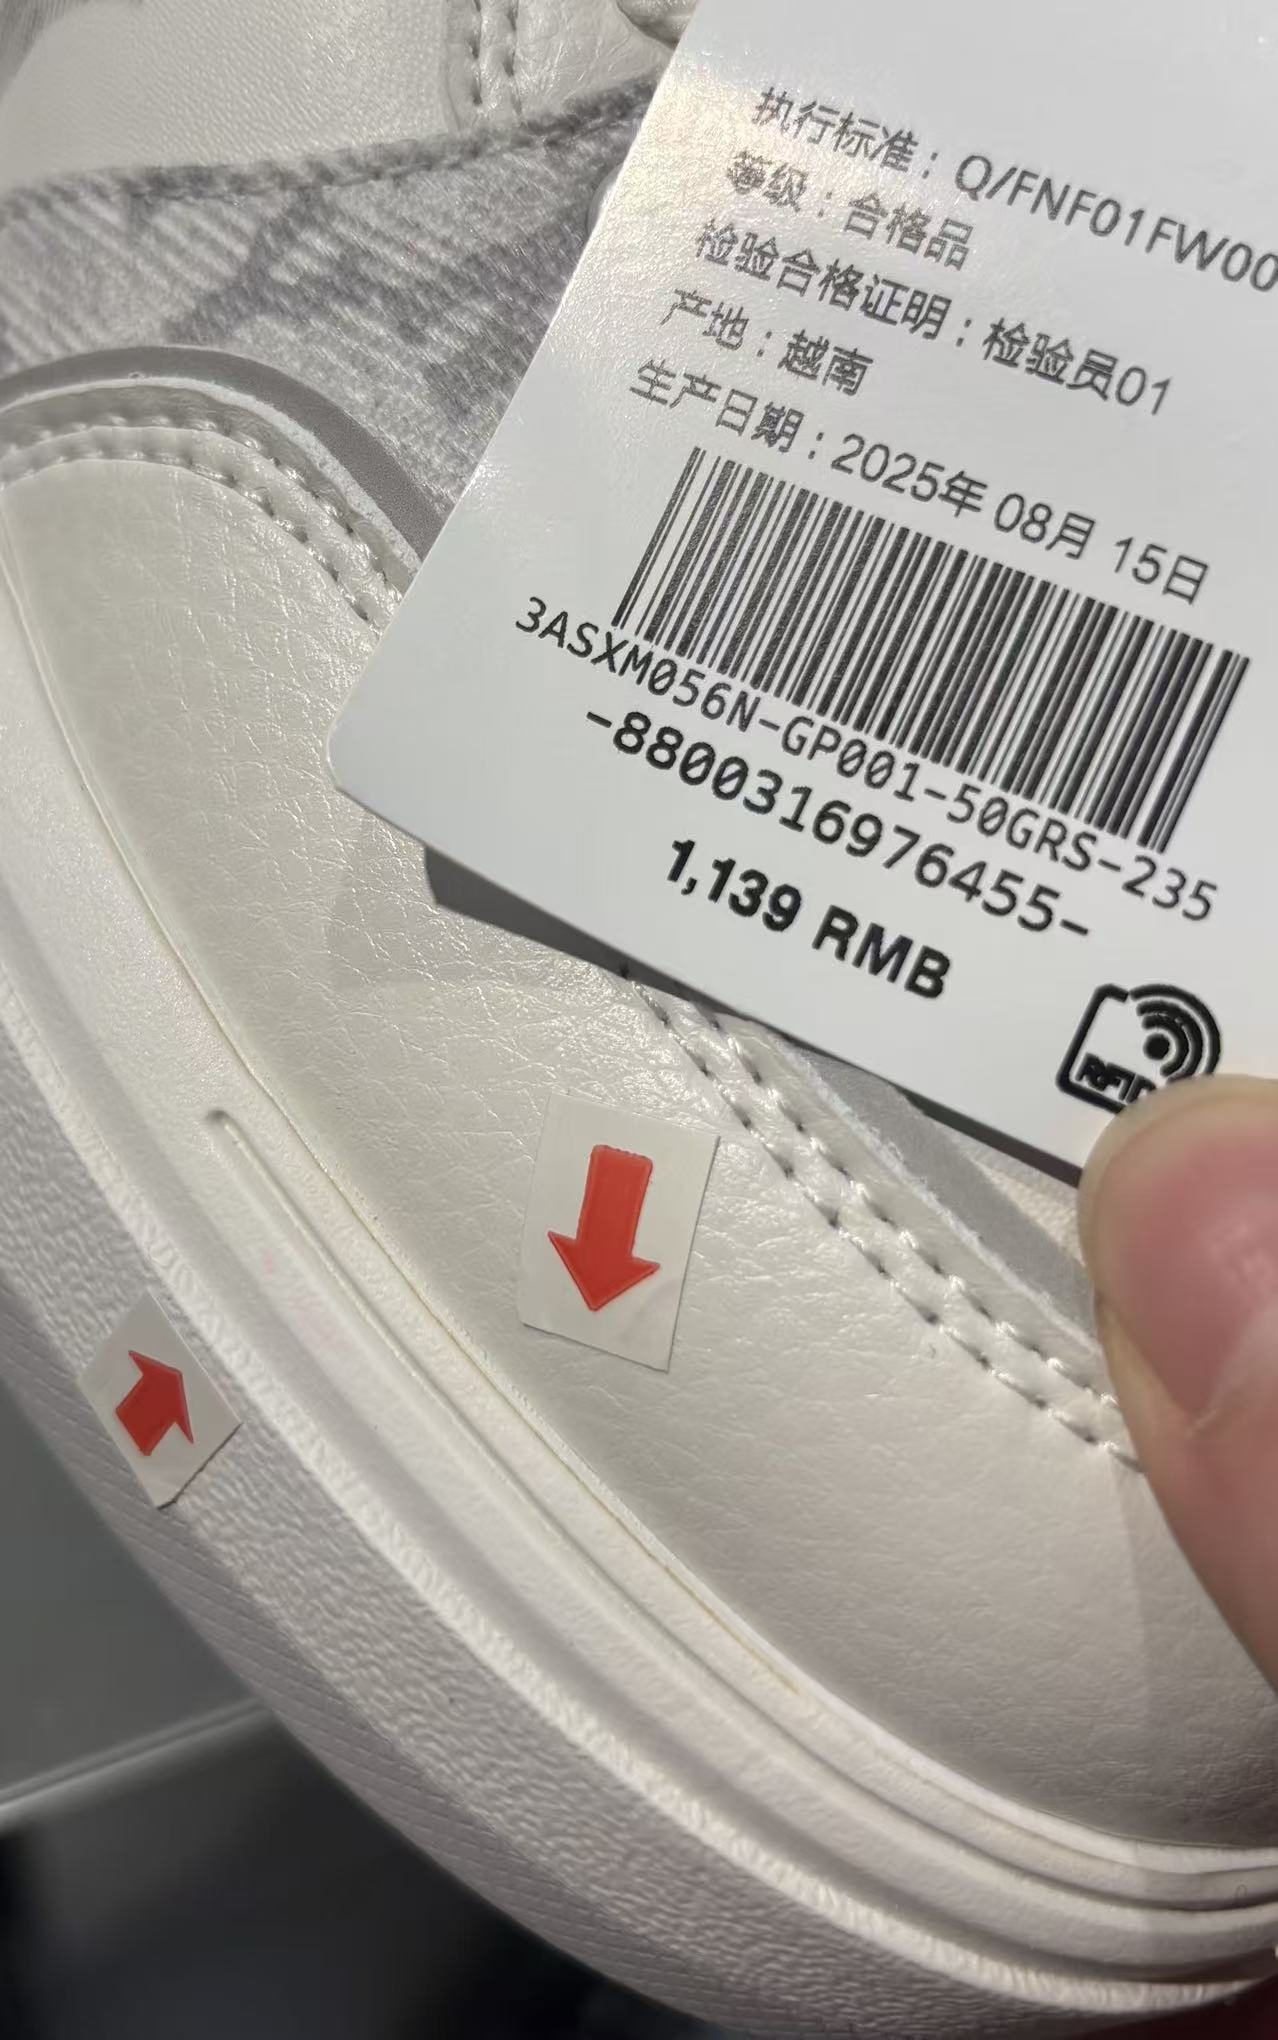 执行标准：Q/FNF01FW00
等级：合格品
检验合格证明：检验员01
产地：越南
生产日期：2025年 08月 15日
3ASXM056N-GP001-50GRS-235
-8800316976455-
1,139 RMB
RFID